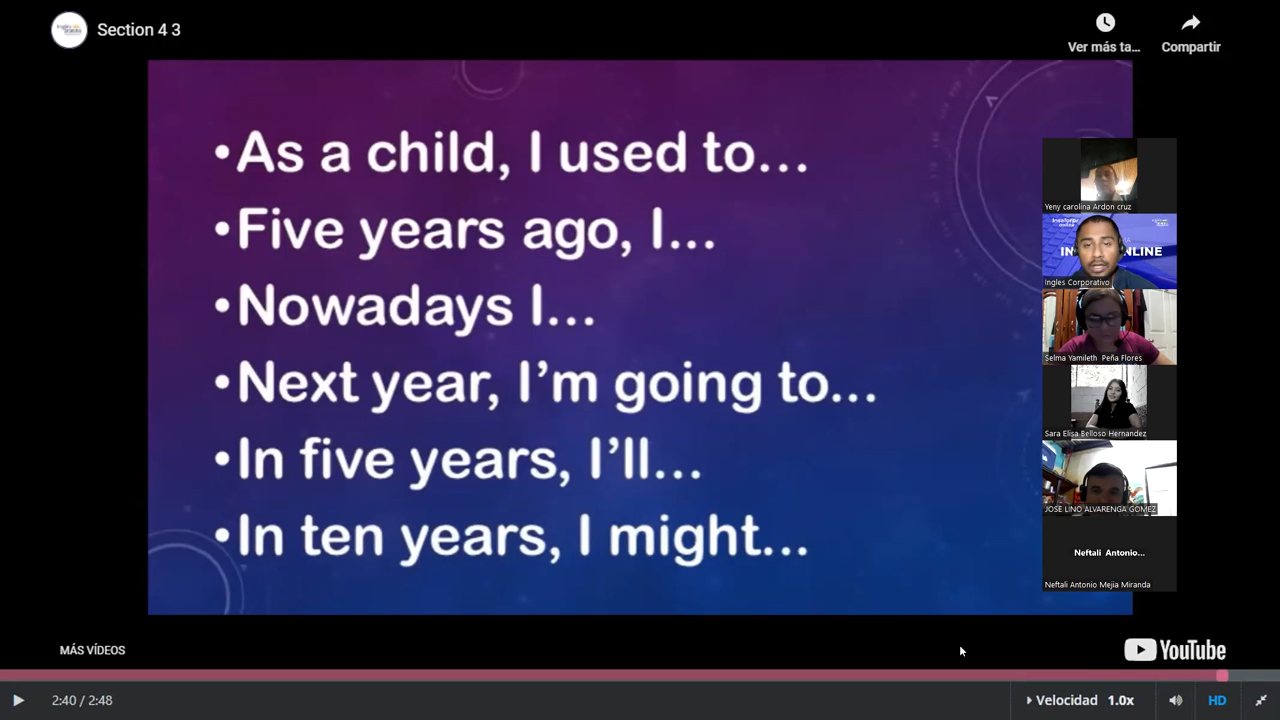 Section 4 3
Ver más ta...
Compartir
•As a child, I used to...
•Five years ago, I...
•Nowadays I...
•Next year, I'm going to...
•In five years, I'll...
•In ten years, I might...
Yeny carolina Ardon cruz
Ingles Corporativo
Selma Yamileth Peña Flores
Sara Elisa Belloso Hernandez
JOSE LINO ALVARENGA GOMEZ
Neftali Antonio...
Neftali Antonio Mejia Miranda
MÁS VÍDEOS
YouTube
2:40 / 2:48
Velocidad 1.0x
HD